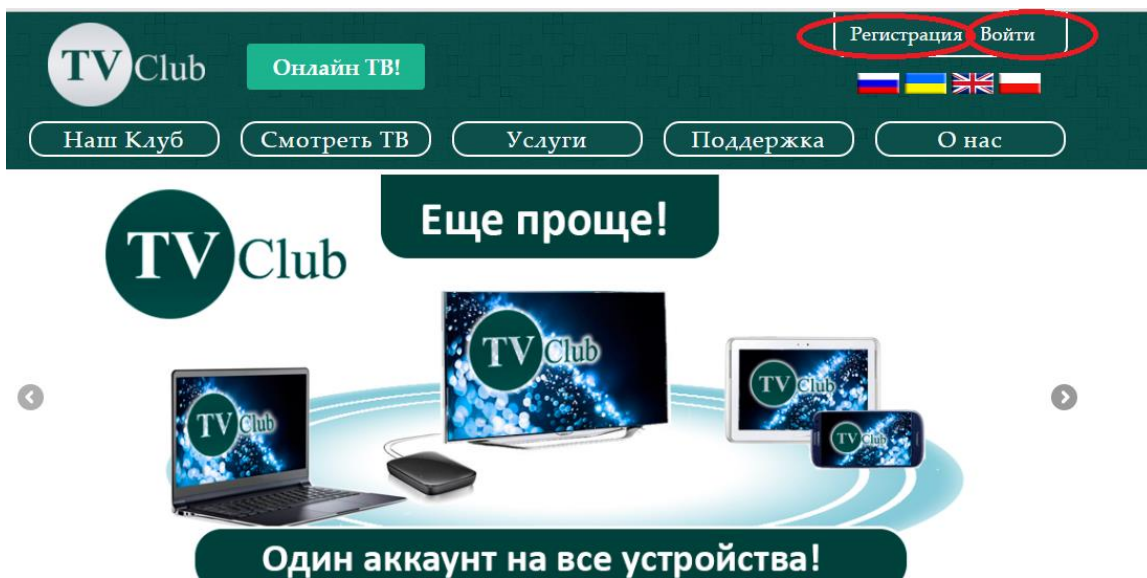 Регистрация Войти
TV Club
Онлайн ТВ!
Наш Клуб Смотреть ТВ Услуги Поддержка О нас
Еще проще!
TV Club
TV Club
TV Club
TV Club
TV Club
Один аккаунт на все устройства!